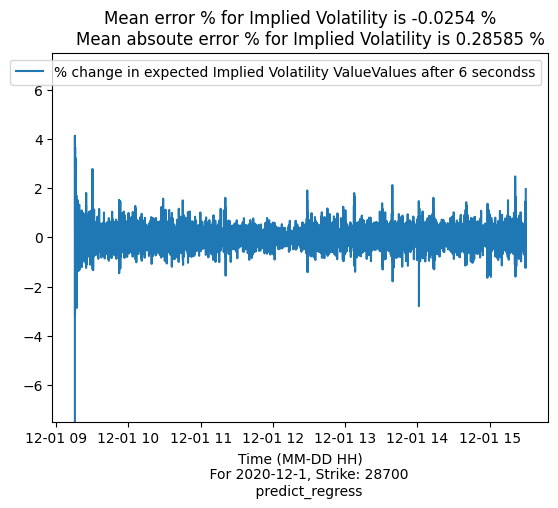 Mean error % for Implied Volatility is -0.0254 %
Mean absoute error % for Implied Volatility is 0.28585 %
% change in expected Implied Volatility ValueValues after 6 secondss
6
4
2
0
−2
−4
−6
12-01 09 12-01 10 12-01 11 12-01 12 12-01 13 12-01 14 12-01 15
Time (MM-DD HH)
For 2020-12-1, Strike: 28700
predict_regress